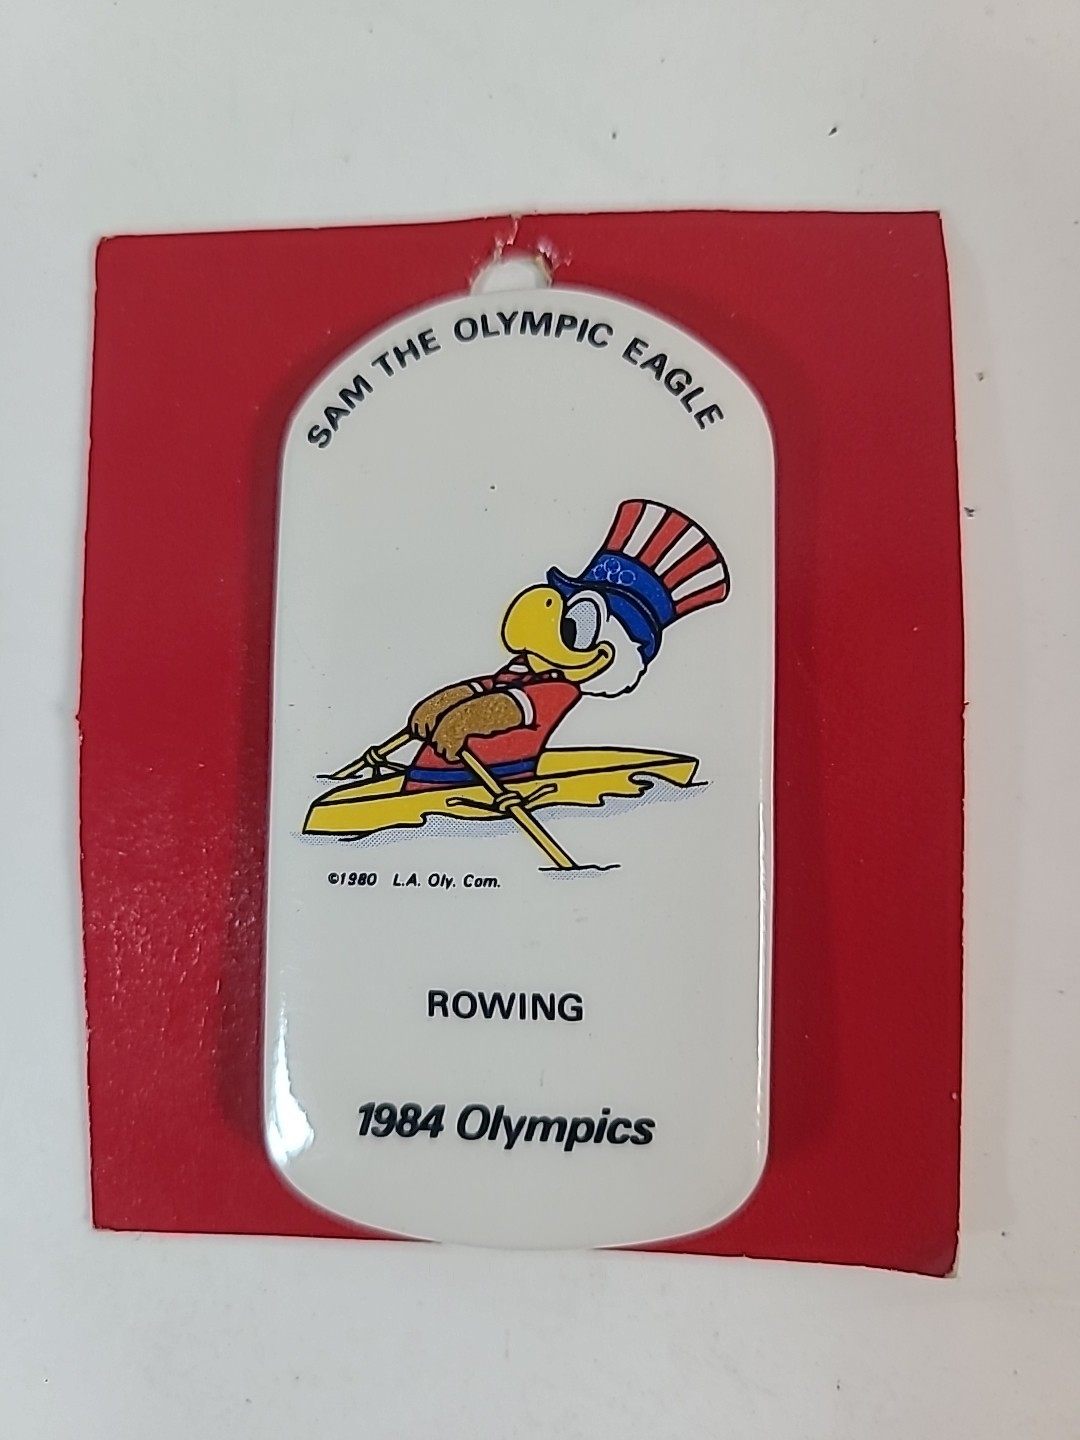 SAM THE OLYMPIC EAGLE
©1980 L.A. Oly. Com.
ROWING
1984 Olympics